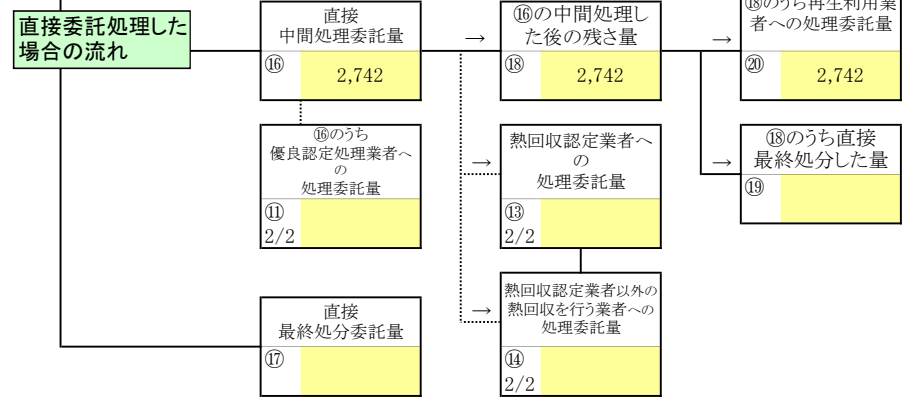 直接委託処理した
場合の流れ
直接
中間処理委託量
⑯
2,742
→
⑯の中間処理し
た後の残さ量
⑱
2,742
→
⑱のうち再生利用業
者への処理委託量
⑳
2,742
⑯のうち
優良認定処理業者へ
の
処理委託量
⑪
2/2
→
熱回収認定業者へ
の
処理委託量
⑬
2/2
→
⑱のうち直接
最終処分した量
⑲
直接
最終処分委託量
⑰
→
熱回収認定業者以外の
熱回収を行う業者への
処理委託量
⑭
2/2